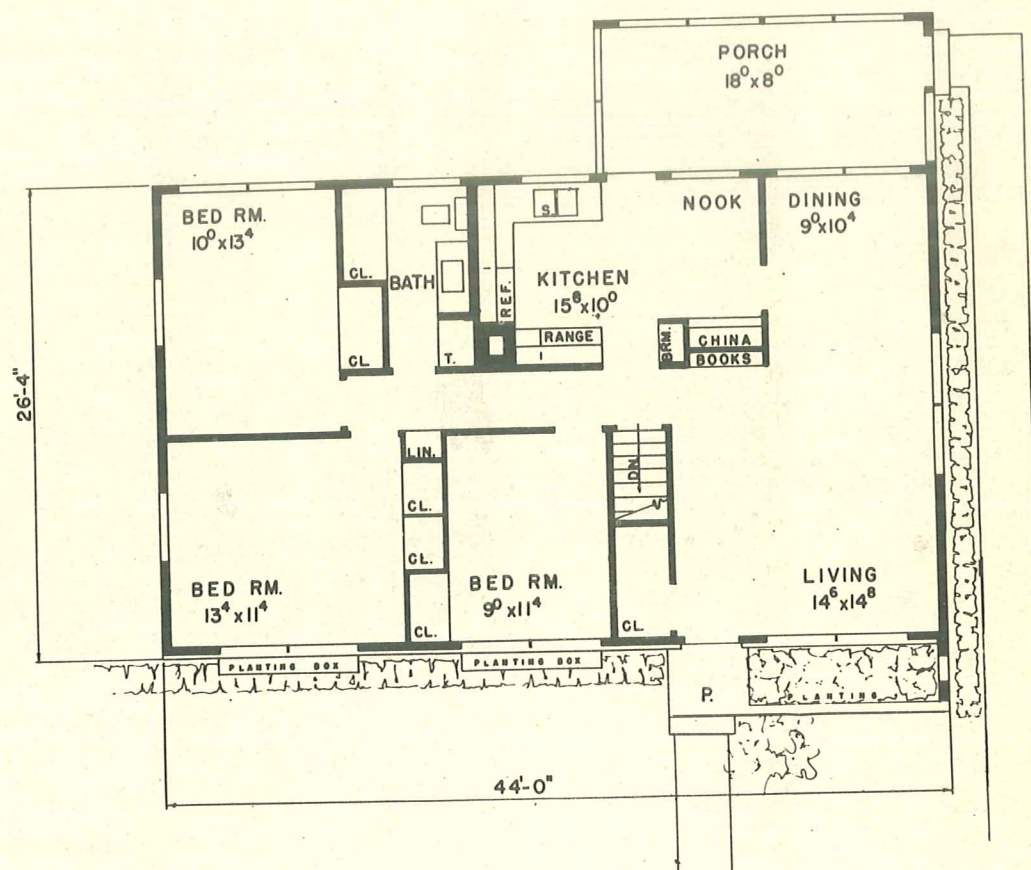 PORCH
18⁰ x 8⁰
BED RM.
10⁰ x 13⁴
CL.
BATH
S.
NOOK
DINING
9⁰ x 10⁴
KITCHEN
15⁸ x 10⁰
REF.
CL
T.
RANGE
BRM.
CHINA
BOOKS
26'-4"
LIN.
CL.
CL.
CL.
DN.
BED RM.
13⁴ x 11⁴
BED RM.
9⁰ x 11⁴
CL.
LIVING
14⁶ x 14⁸
PLANTING BOX
PLANTING BOX
P.
PLANTING
44'-0"